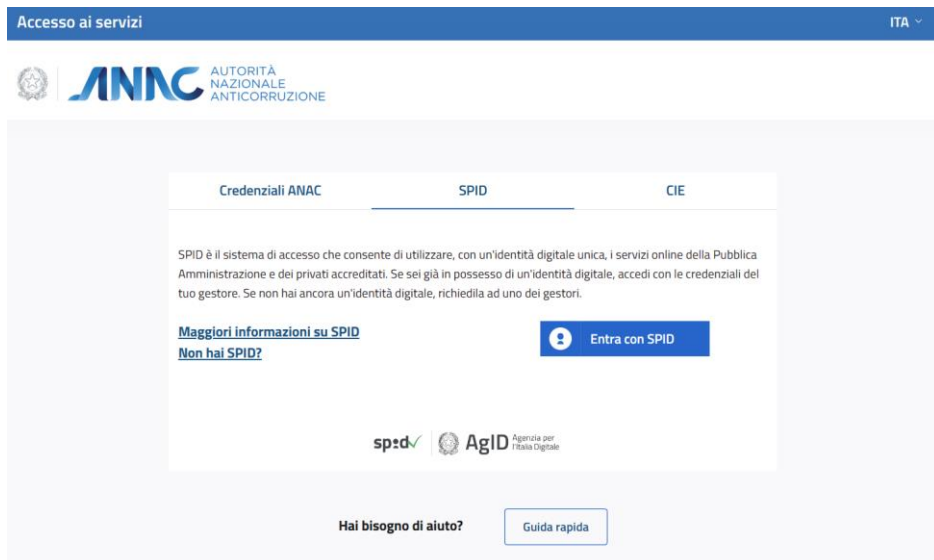 Accesso ai servizi
ITA
ANAC
AUTORITÀ
NAZIONALE
ANTICORRUZIONE
Credenziali ANAC
SPID
CIE
SPID è il sistema di accesso che consente di utilizzare, con un'identità digitale unica, i servizi online della Pubblica
Amministrazione e dei privati accreditati. Se sei già in possesso di un'identità digitale, accedi con le credenziali del
tuo gestore. Se non hai ancora un'identità digitale, richiedila ad uno dei gestori.
Maggiori informazioni su SPID
Non hai SPID?
Entra con SPID
spid
AgID
Agenzia per
l'Italia Digitale
Hai bisogno di aiuto?
Guida rapida